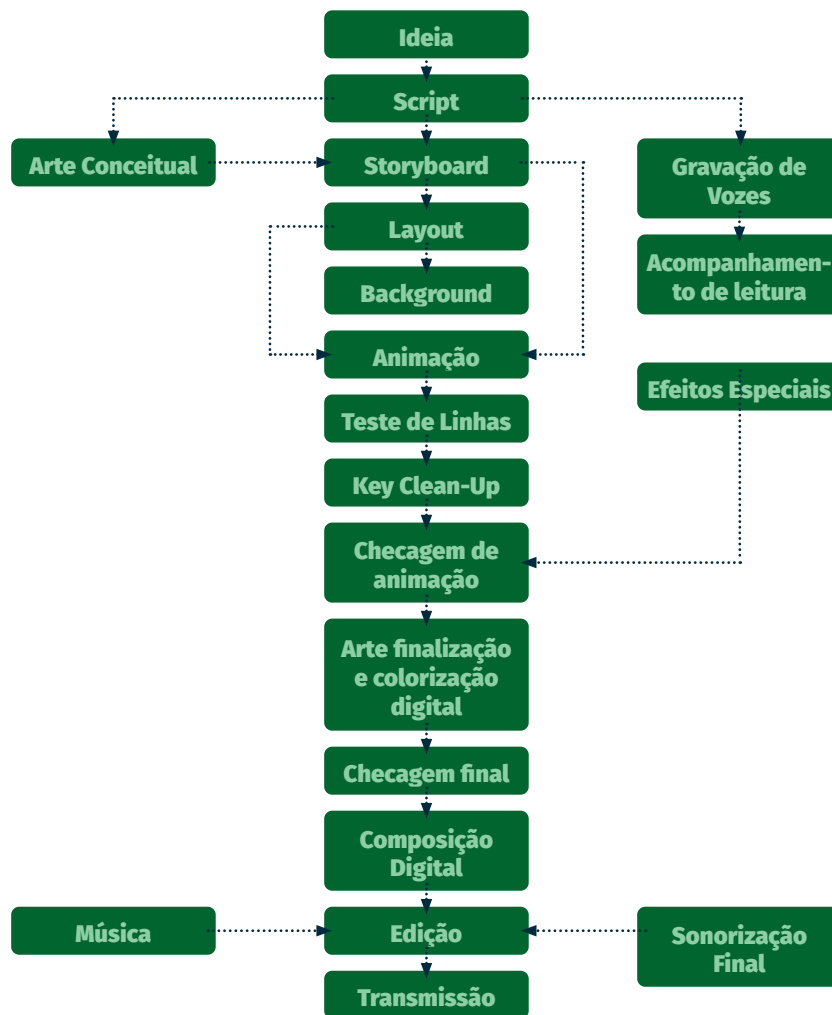 Ideia
Script
Arte Conceitual
Storyboard
Gravação de
Vozes
Layout
Acompanhamen-
to de leitura
Background
Animação
Efeitos Especiais
Teste de Linhas
Key Clean-Up
Checagem de
animação
Arte finalização
e colorização
digital
Checagem final
Composição
Digital
Música
Edição
Sonorização
Final
Transmissão